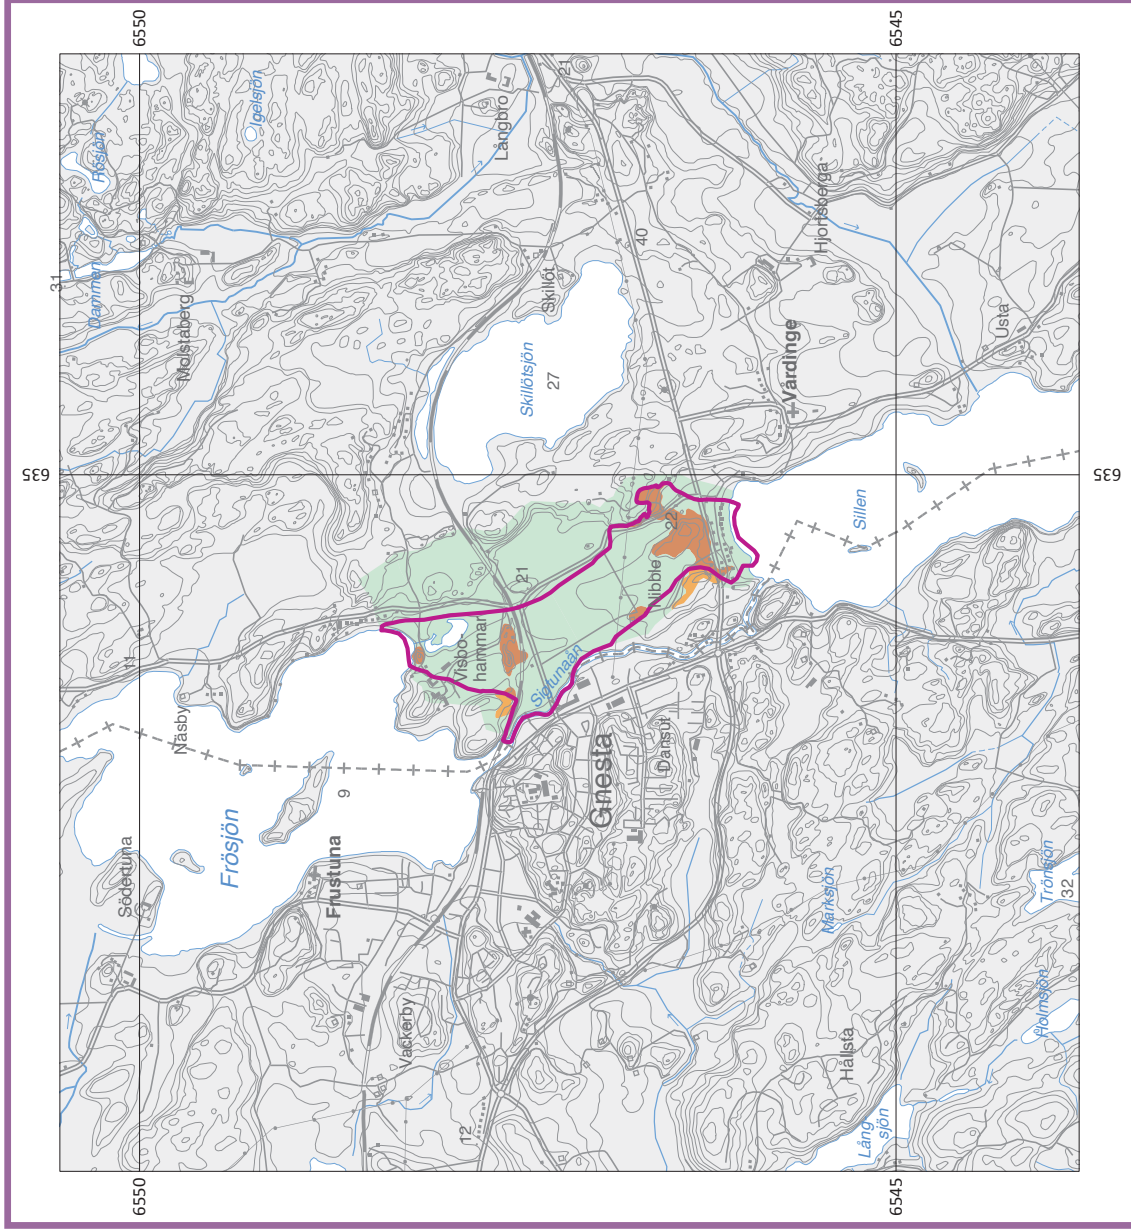 6550
6545
635
635
6550
6545
Rösjön
Igelsjön
Dammen
31
Molstaberg
Långbro
21
Skillöt
40
Hjortsberga
Skillötsjön
27
Vårdinge
Usta
Sillen
22
Nibble
21
Visbo-
hammar
Sigtunaån
11
Näsby
Frösjön
9
Södertuna
Frustuna
Gnesta
Dansut
Vackerby
12
Marksjön
Trönsjön
32
Holmsjön
Hållsta
Lång
sjön